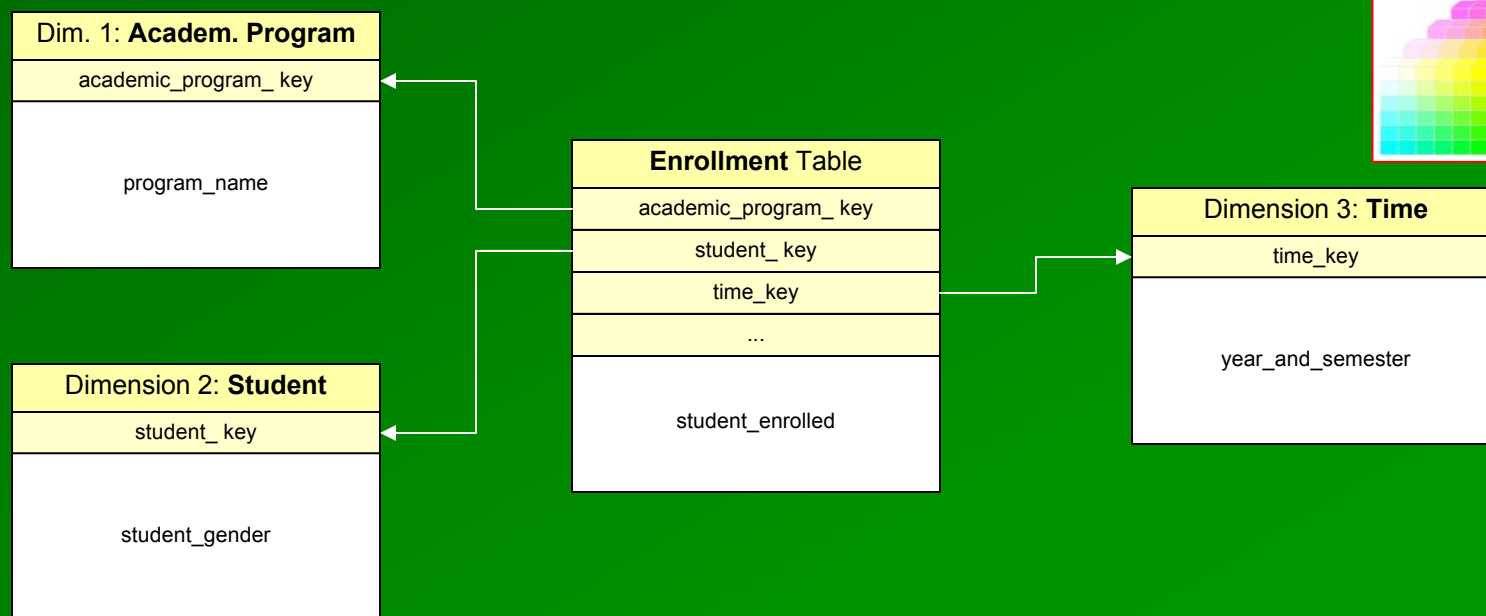 Dim. 1: Academ. Program
academic_program_ key
program_name
Enrollment Table
academic_program_ key
student_ key
time_key
...
student_enrolled
Dimension 3: Time
time_key
year_and_semester
Dimension 2: Student
student_ key
student_gender